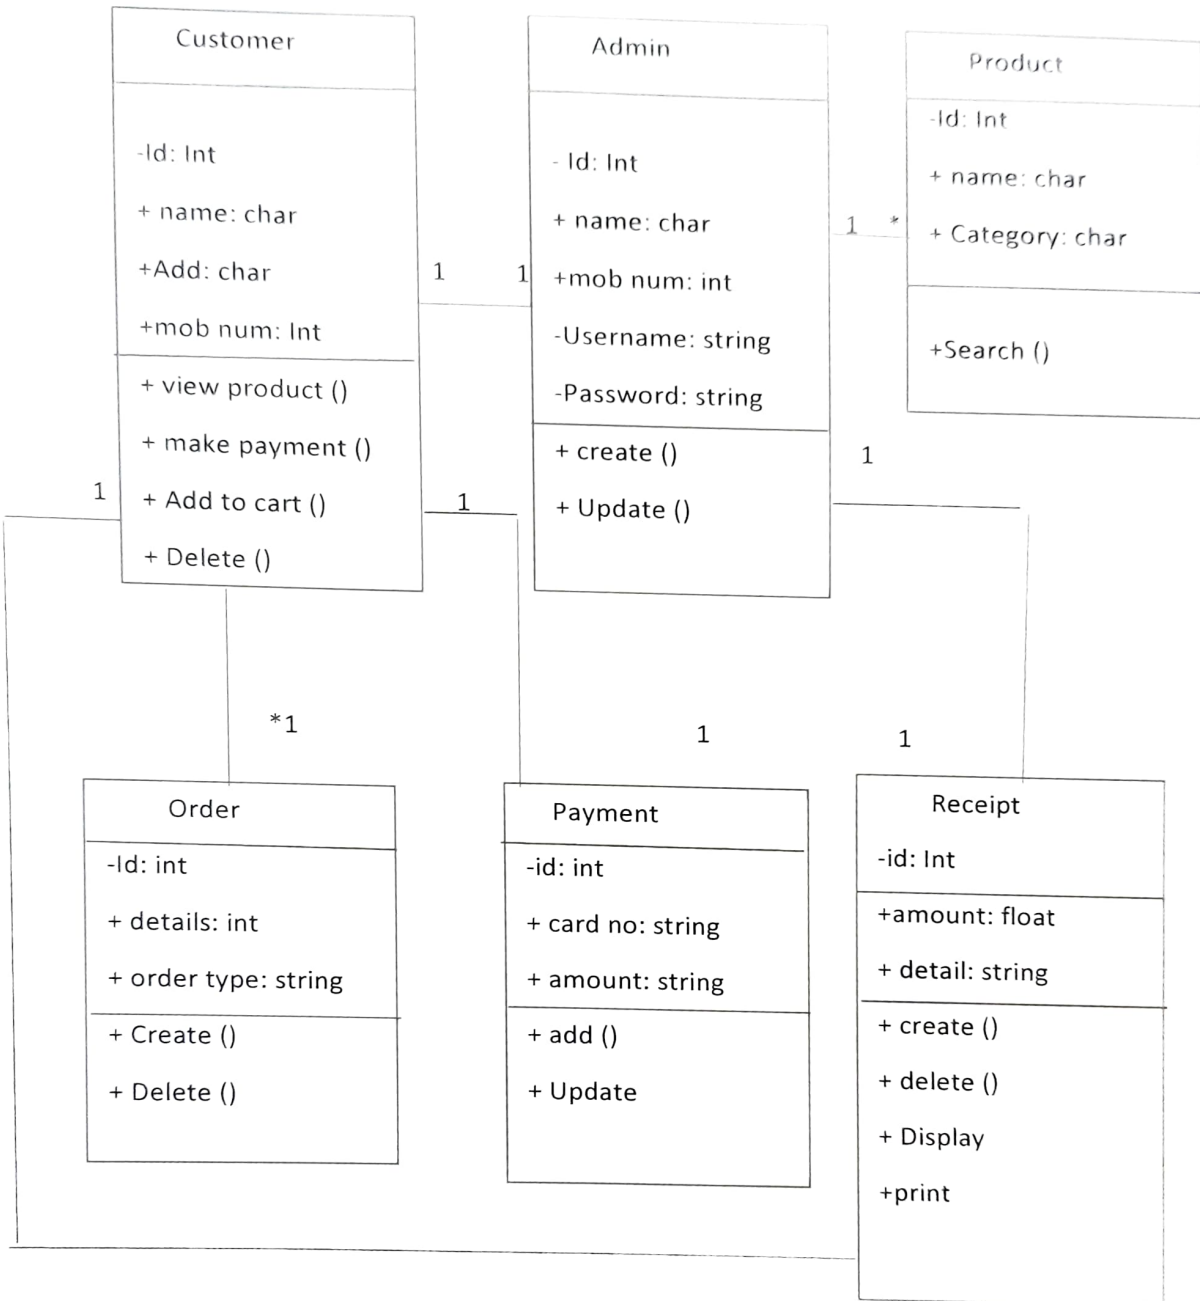 Customer
-Id: Int
+ name: char
+Add: char
+mob num: Int
+ view product ()
+ make payment ()
+ Add to cart ()
+ Delete ()
Admin
- Id: Int
+ name: char
+mob num: int
-Username: string
-Password: string
+ create ()
+ Update ()
Product
-Id: Int
+ name: char
+ Category: char
+Search ()
1
1
1
*
1
1
1
*1
1
1
Order
-Id: int
+ details: int
+ order type: string
+ Create ()
+ Delete ()
Payment
-id: int
+ card no: string
+ amount: string
+ add ()
+ Update
Receipt
-id: Int
+amount: float
+ detail: string
+ create ()
+ delete ()
+ Display
+print